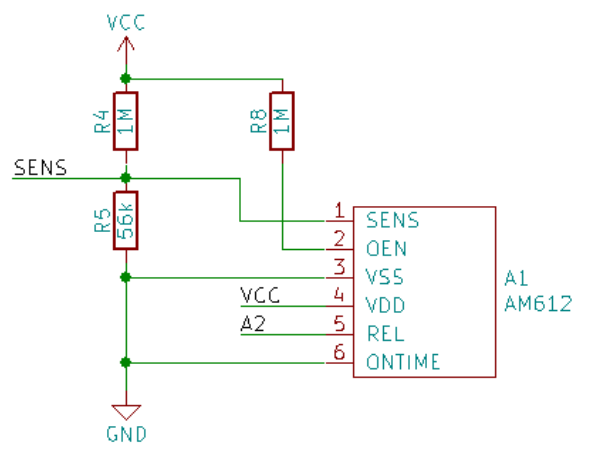 VCC
R4
1M
R8
1M
SENS
R5
56k
1 SENS
2 OEN
3 VSS
VCC 4 VDD
A2 5 REL
6 ONTIME
A1
AM612
GND